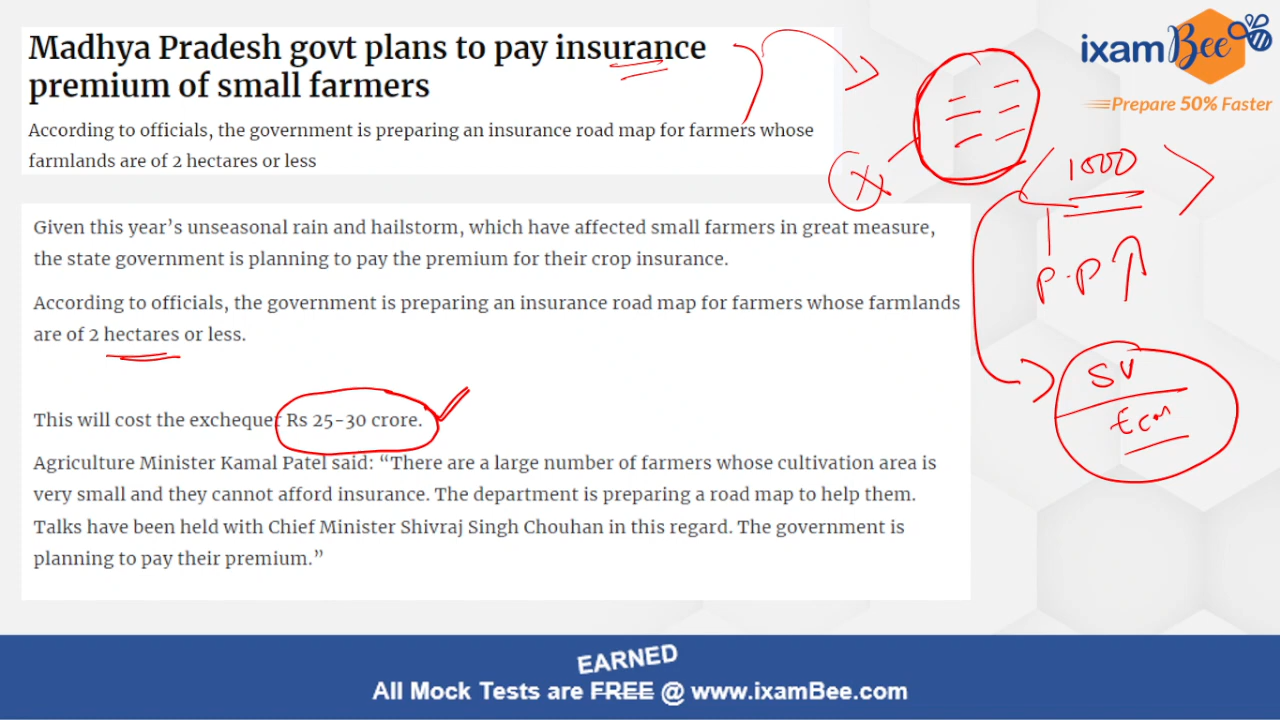 Madhya Pradesh govt plans to pay insurance
premium of small farmers
According to officials, the government is preparing an insurance road map for farmers whose
farmlands are of 2 hectares or less
ixamBee
Prepare 50% Faster
X
1000
P.P
SV
Ecm
Given this year’s unseasonal rain and hailstorm, which have affected small farmers in great measure,
the state government is planning to pay the premium for their crop insurance.
According to officials, the government is preparing an insurance road map for farmers whose farmlands
are of 2 hectares or less.
This will cost the exchequer Rs 25-30 crore.
Agriculture Minister Kamal Patel said: “There are a large number of farmers whose cultivation area is
very small and they cannot afford insurance. The department is preparing a road map to help them.
Talks have been held with Chief Minister Shivraj Singh Chouhan in this regard. The government is
planning to pay their premium.”
EARNED
All Mock Tests are FREE @ www.ixamBee.com